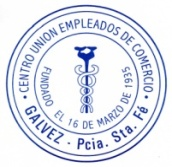 · CENTRO UNION EMPLEADOS DE COMERCIO ·
FUNDADO EL 16 DE MARZO DE 1935
GALVEZ - Pcia. Sta. Fé